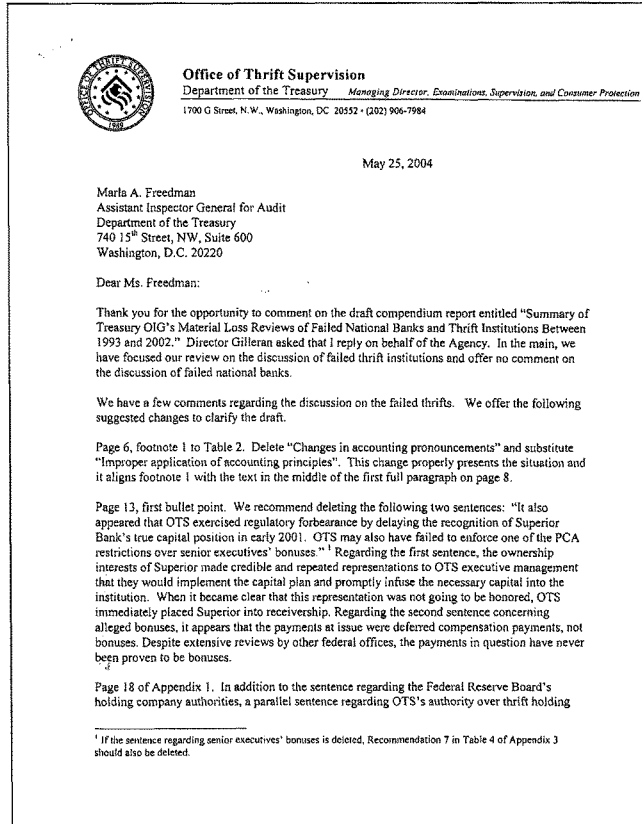 OFFICE OF THRIFT SUPERVISION
1989
Office of Thrift Supervision
Department of the Treasury Managing Director, Examinations, Supervision, and Consumer Protection
1700 G Street, N.W., Washington, DC 20552 • (202) 906-7984
May 25, 2004
Marla A. Freedman
Assistant Inspector General for Audit
Department of the Treasury
740 15th Street, NW, Suite 600
Washington, D.C. 20220
Dear Ms. Freedman:
Thank you for the opportunity to comment on the draft compendium report entitled "Summary of
Treasury OIG's Material Loss Reviews of Failed National Banks and Thrift Institutions Between
1993 and 2002." Director Gilleran asked that I reply on behalf of the Agency. In the main, we
have focused our review on the discussion of failed thrift institutions and offer no comment on
the discussion of failed national banks.
We have a few comments regarding the discussion on the failed thrifts. We offer the following
suggested changes to clarify the draft.
Page 6, footnote 1 to Table 2. Delete "Changes in accounting pronouncements" and substitute
"Improper application of accounting principles". This change properly presents the situation and
it aligns footnote 1 with the text in the middle of the first full paragraph on page 8.
Page 13, first bullet point. We recommend deleting the following two sentences: "It also
appeared that OTS exercised regulatory forbearance by delaying the recognition of Superior
Bank's true capital position in early 2001. OTS may also have failed to enforce one of the PCA
restrictions over senior executives' bonuses." 1 Regarding the first sentence, the ownership
interests of Superior made credible and repeated representations to OTS executive management
that they would implement the capital plan and promptly infuse the necessary capital into the
institution. When it became clear that this representation was not going to be honored, OTS
immediately placed Superior into receivership. Regarding the second sentence concerning
alleged bonuses, it appears that the payments at issue were deferred compensation payments, not
bonuses. Despite extensive reviews by other federal offices, the payments in question have never
been proven to be bonuses.
Page 18 of Appendix 1. In addition to the sentence regarding the Federal Reserve Board's
holding company authorities, a parallel sentence regarding OTS's authority over thrift holding
1 If the sentence regarding senior executives' bonuses is deleted, Recommendation 7 in Table 4 of Appendix 3
should also be deleted.